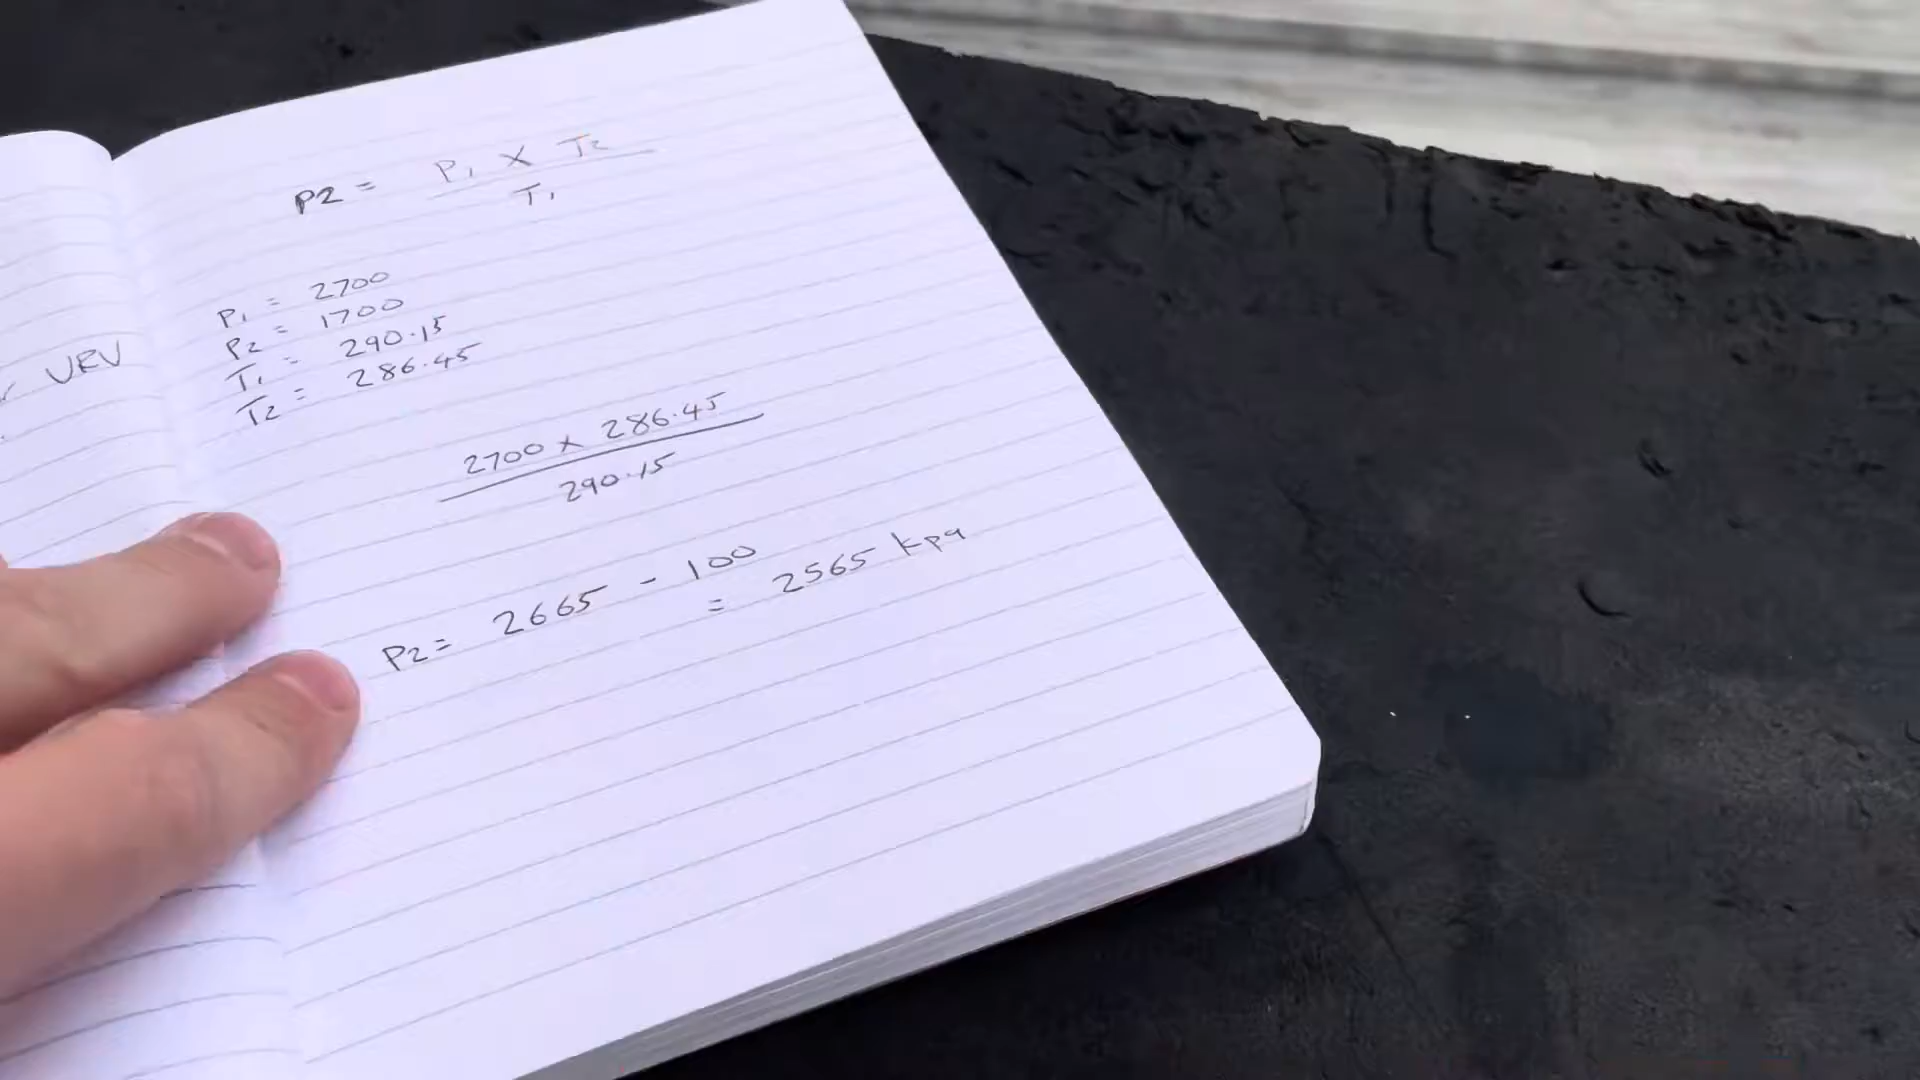 P2 = P1 X T2
T1
P1 = 2700
P2 = 1700
T1 = 290.15
T2 = 286.45
VRV
2700 x 286.45
290.15
P2 = 2665 - 100
= 2565 kpa